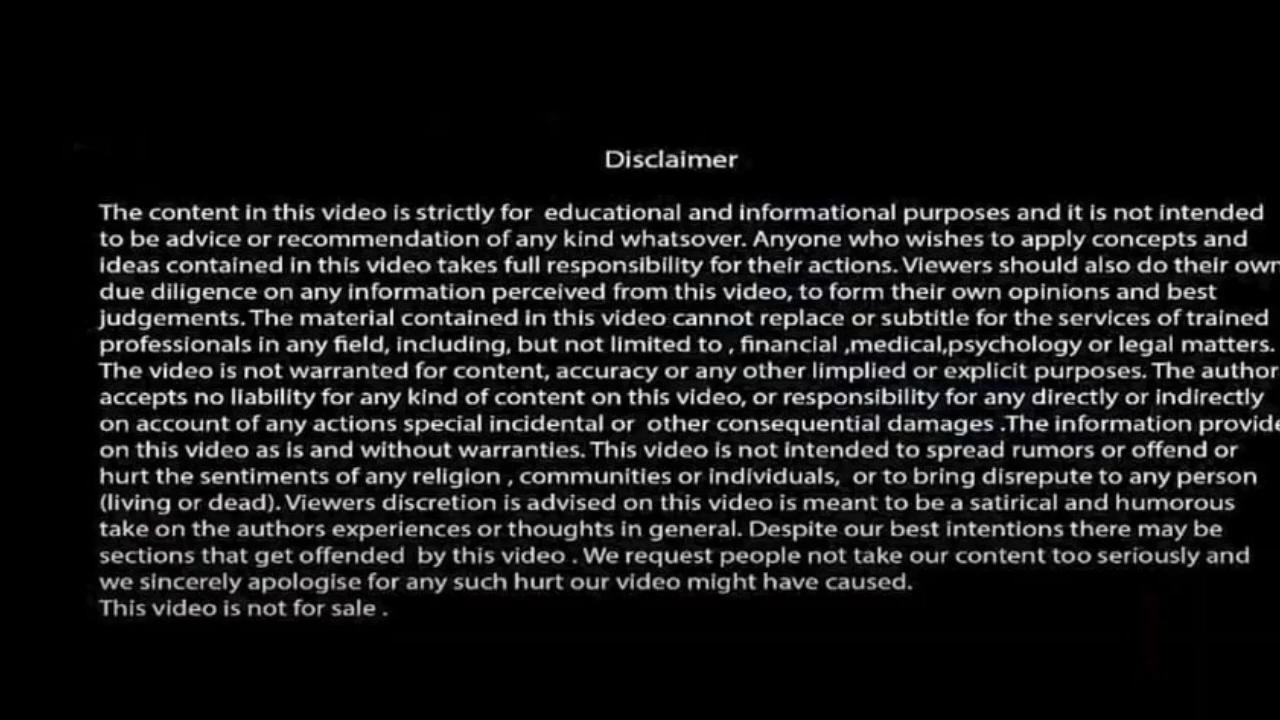 Disclaimer
The content in this video is strictly for educational and informational purposes and it is not intended
to be advice or recommendation of any kind whatsover. Anyone who wishes to apply concepts and
ideas contained in this video takes full responsibility for their actions. Viewers should also do their own
due diligence on any information perceived from this video, to form their own opinions and best
judgements. The material contained in this video cannot replace or subtitle for the services of trained
professionals in any field, including, but not limited to , financial ,medical,psychology or legal matters.
The video is not warranted for content, accuracy or any other limplied or explicit purposes. The author
accepts no liability for any kind of content on this video, or responsibility for any directly or indirectly
on account of any actions special incidental or other consequential damages .The information provide
on this video as is and without warranties. This video is not intended to spread rumors or offend or
hurt the sentiments of any religion , communities or individuals, or to bring disrepute to any person
(living or dead). Viewers discretion is advised on this video is meant to be a satirical and humorous
take on the authors experiences or thoughts in general. Despite our best intentions there may be
sections that get offended by this video . We request people not take our content too seriously and
we sincerely apologise for any such hurt our video might have caused.
This video is not for sale .